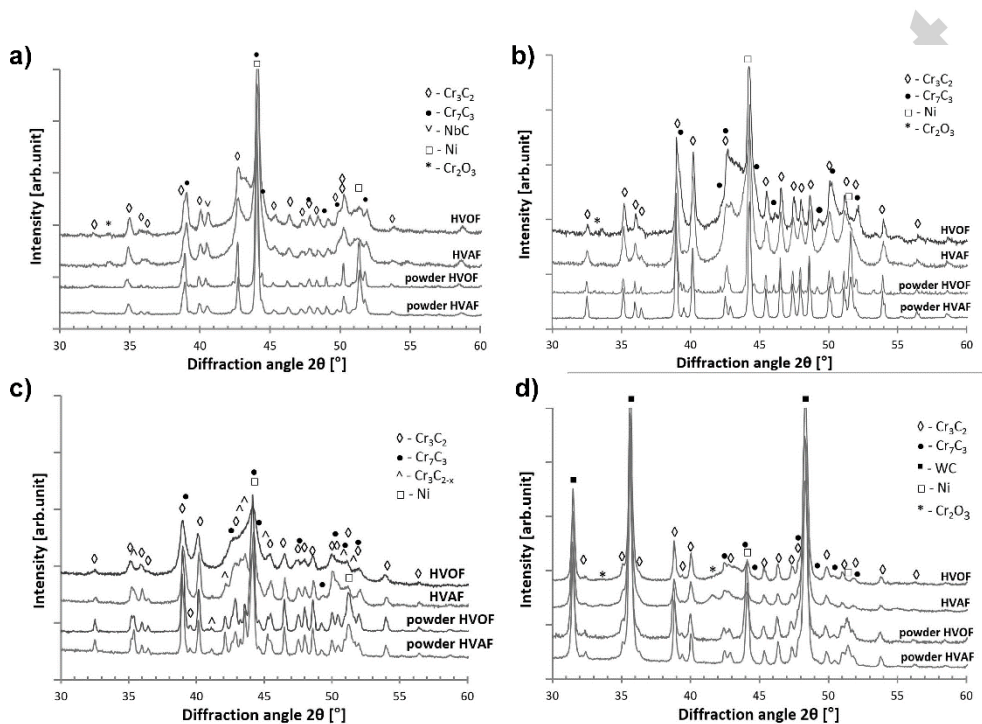 a)
Intensity [arb.unit]
◊ - Cr₃C₂
● - Cr₇C₃
∨ - NbC
□ - Ni
* - Cr₂O₃
HVOF
HVAF
powder HVOF
powder HVAF
30 35 40 45 50 55 60
Diffraction angle 2θ [°]
b)
Intensity [arb.unit]
◊ - Cr₃C₂
● - Cr₇C₃
□ - Ni
* - Cr₂O₃
HVOF
HVAF
powder HVOF
powder HVAF
30 35 40 45 50 55 60
Diffraction angle 2θ [°]
c)
Intensity [arb.unit]
◊ - Cr₃C₂
● - Cr₇C₃
^ - Cr₃C₂₋ₓ
□ - Ni
HVOF
HVAF
powder HVOF
powder HVAF
30 35 40 45 50 55 60
Diffraction angle 2θ [°]
d)
Intensity [arb.unit]
◊ - Cr₃C₂
● - Cr₇C₃
■ - WC
□ - Ni
* - Cr₂O₃
HVOF
HVAF
powder HVOF
powder HVAF
30 35 40 45 50 55 60
Diffraction angle 2θ [°]